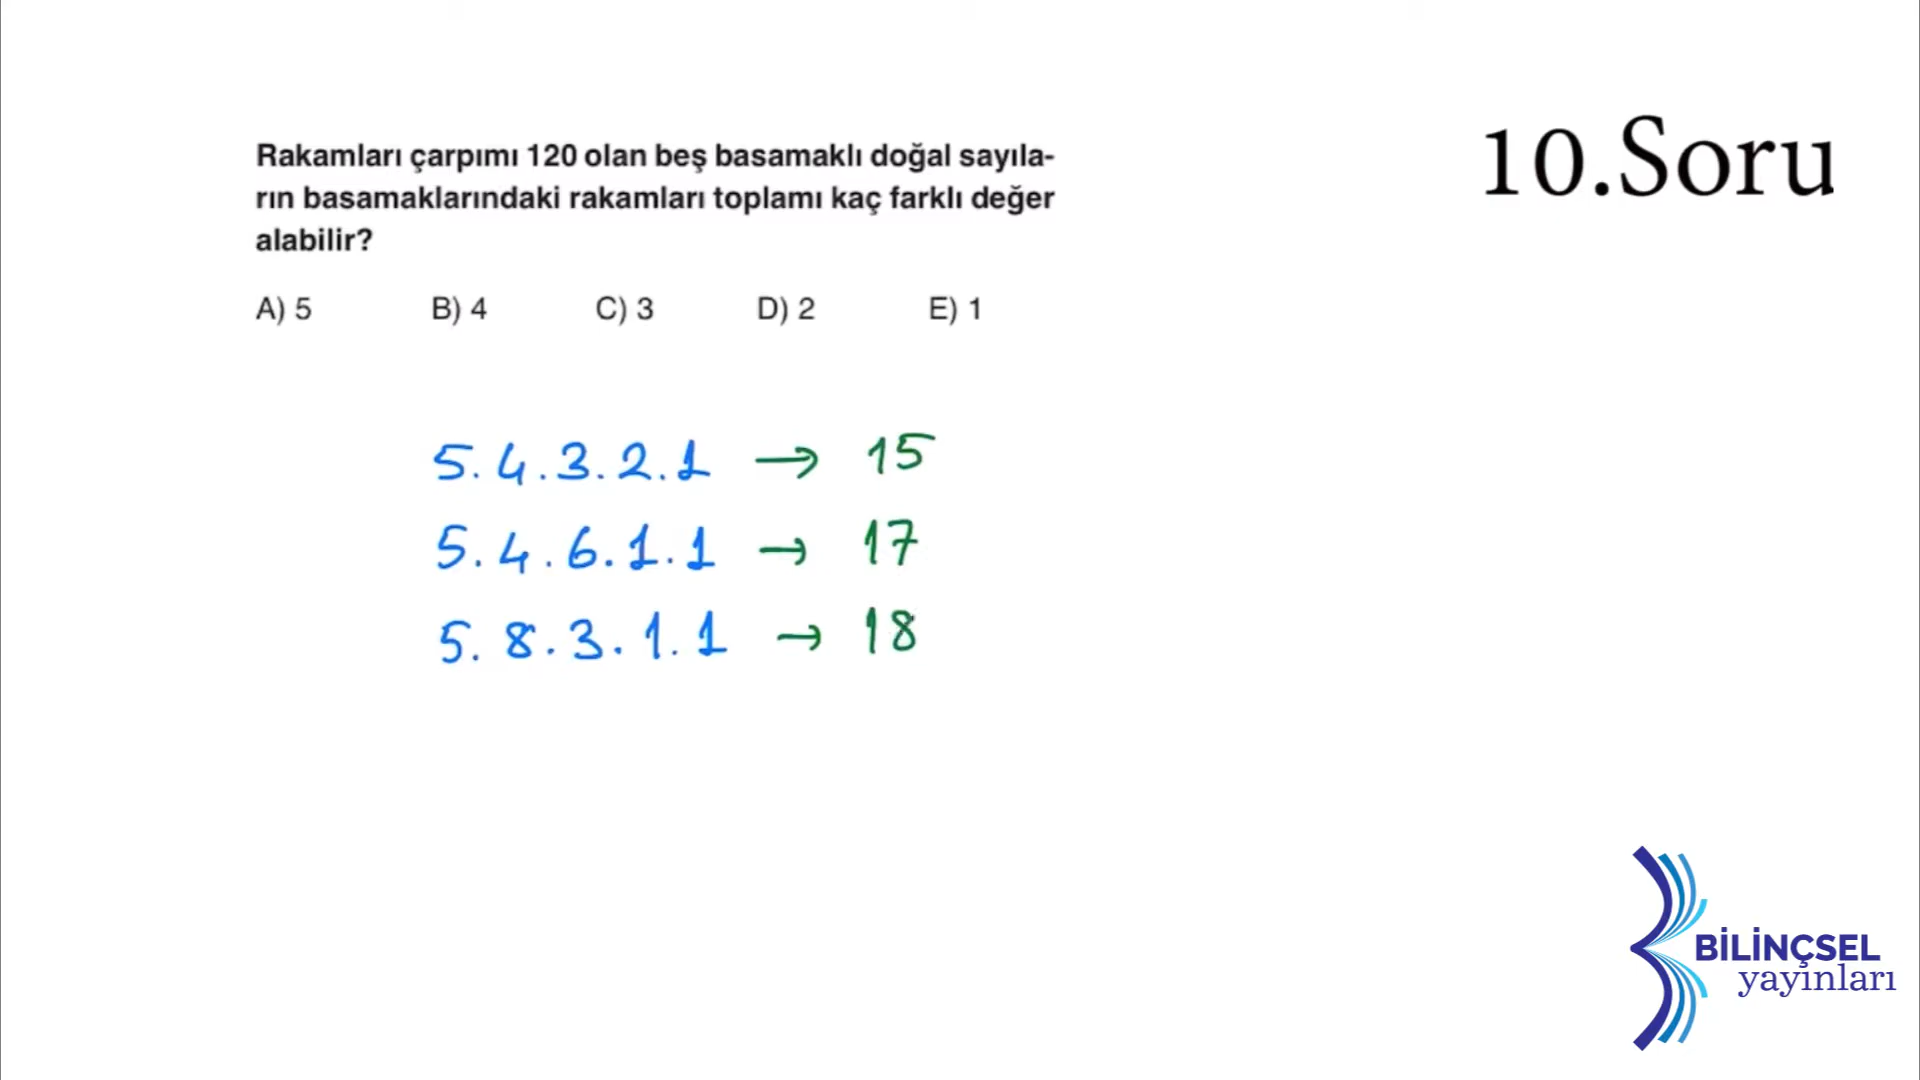 10.Soru
Rakamları çarpımı 120 olan beş basamaklı doğal sayıla-
rın basamaklarındaki rakamları toplamı kaç farklı değer
alabilir?
A) 5 B) 4 C) 3 D) 2 E) 1
5.4.3.2.1 → 15
5.4.6.1.1 → 17
5.8.3.1.1 → 18
BİLİNÇSEL
yayınları